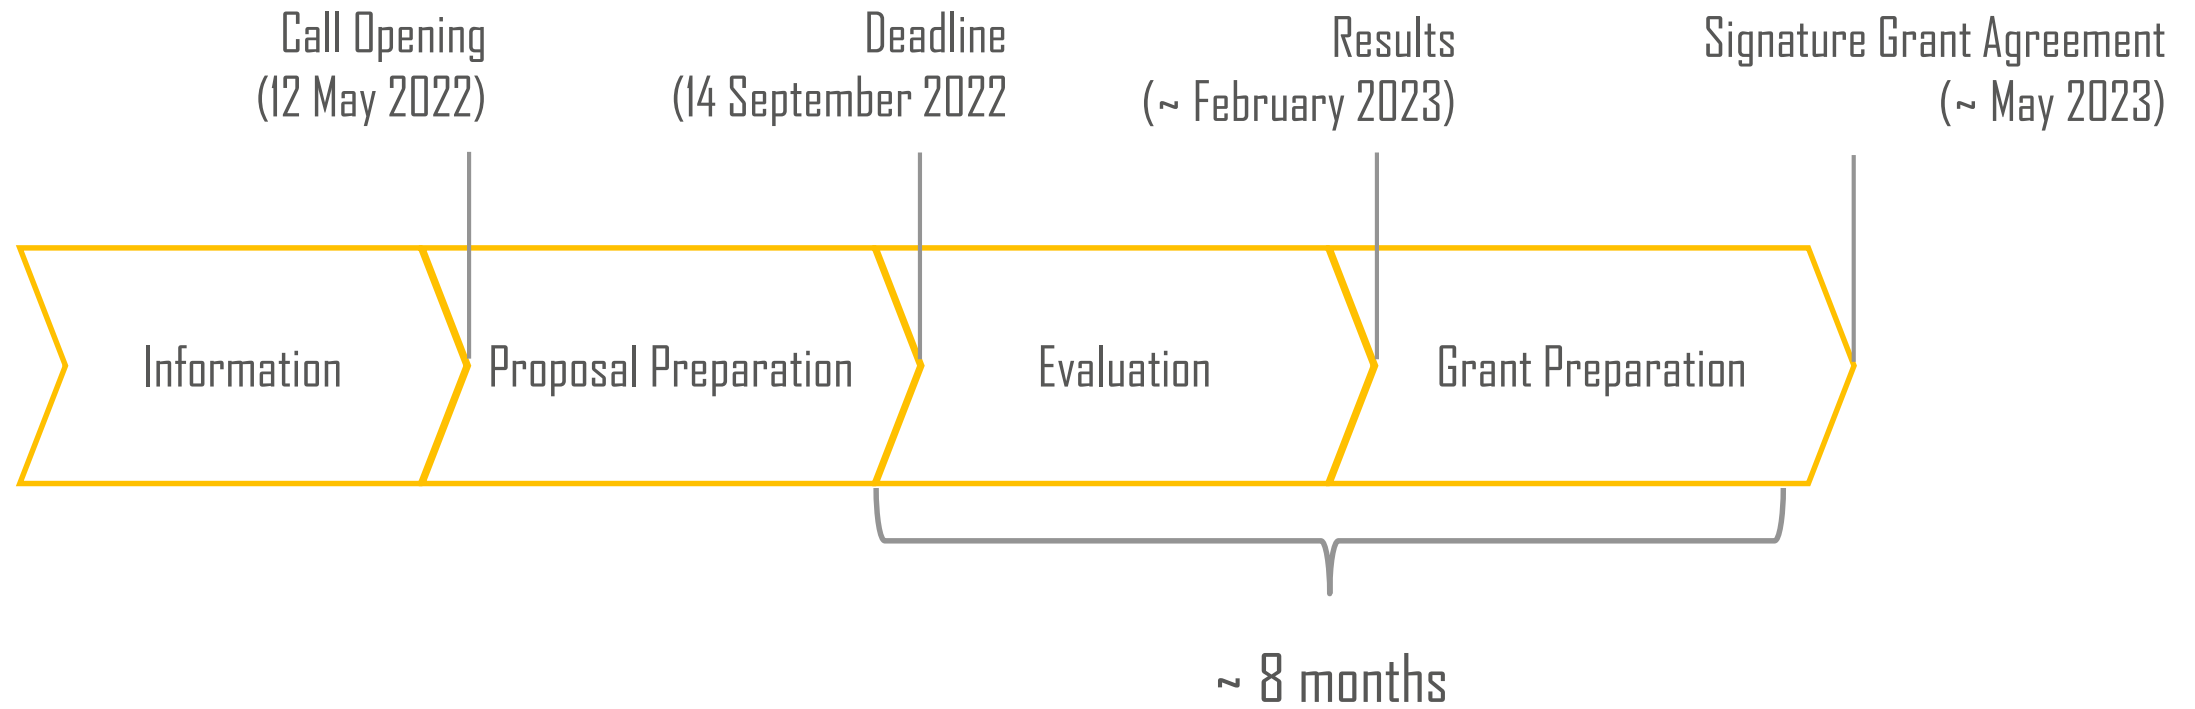 Call Opening
(12 May 2022)
Deadline
(14 September 2022
Results
(~ February 2023)
Signature Grant Agreement
(~ May 2023)
Information
Proposal Preparation
Evaluation
Grant Preparation
~ 8 months